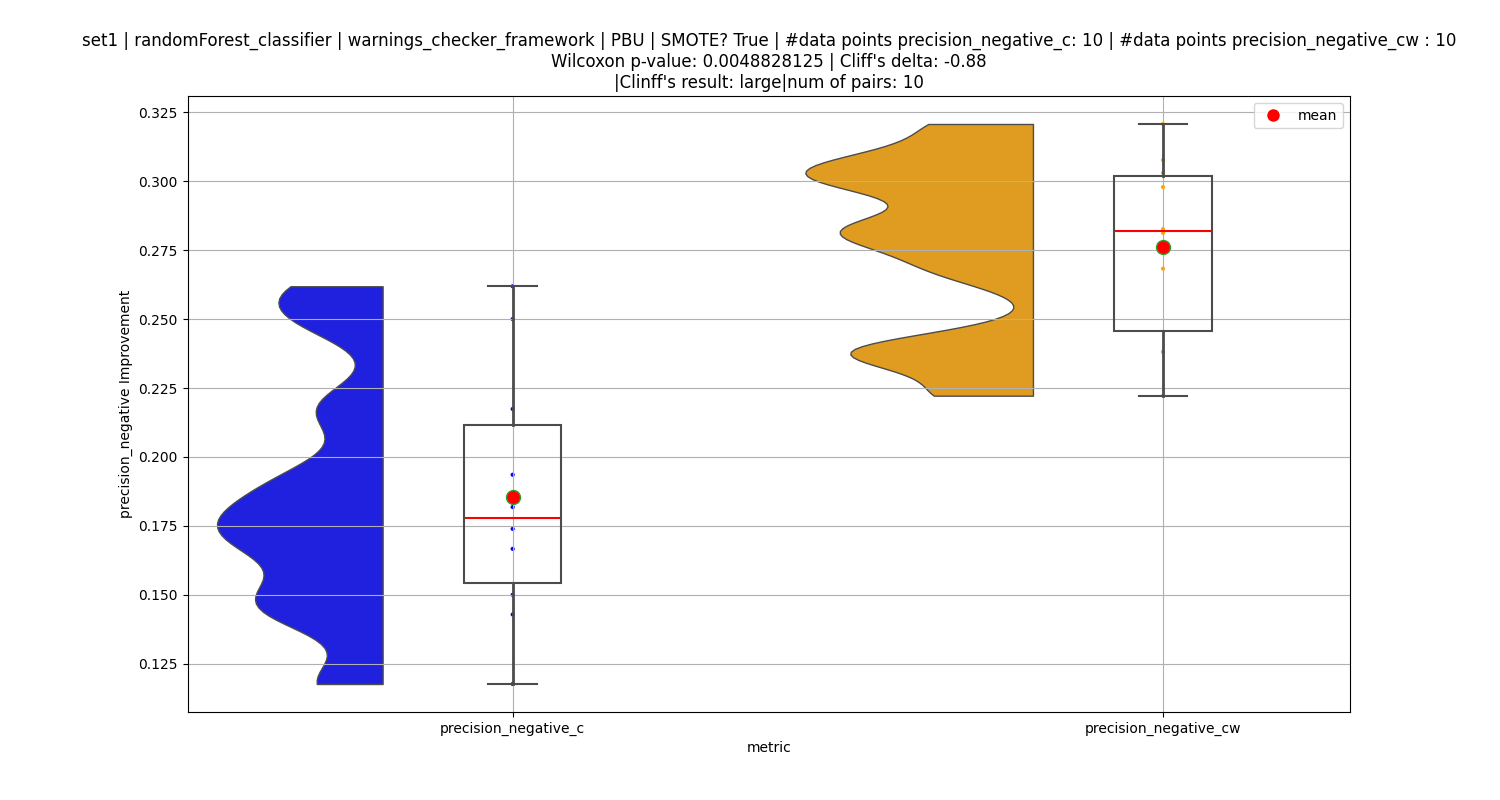 set1 | randomForest_classifier | warnings_checker_framework | PBU | SMOTE? True | #data points precision_negative_c: 10 | #data points precision_negative_cw : 10
Wilcoxon p-value: 0.0048828125 | Cliff's delta: -0.88
|Clinff's result: large|num of pairs: 10
mean
0.325
0.300
0.275
0.250
0.225
0.200
0.175
0.150
0.125
precision_negative Improvement
precision_negative_c
precision_negative_cw
metric